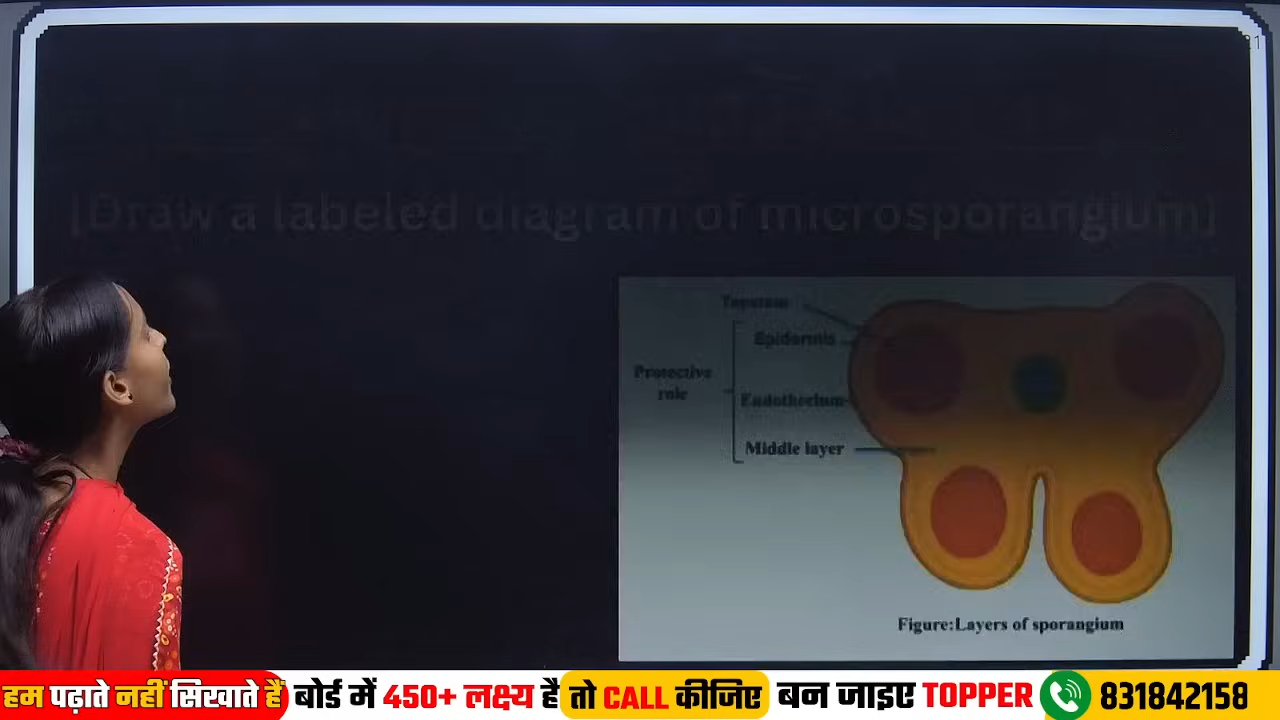 1
[Draw a labeled diagram of microsporangium]
Tapetum
Epidermis
Protective
role
Endothecium
Middle layer
Figure:Layers of sporangium
हम पढ़ाते नहीं सिखाते हैं बोर्ड में 450+ लक्ष्य है तो CALL कीजिए बन जाइए TOPPER 831842158